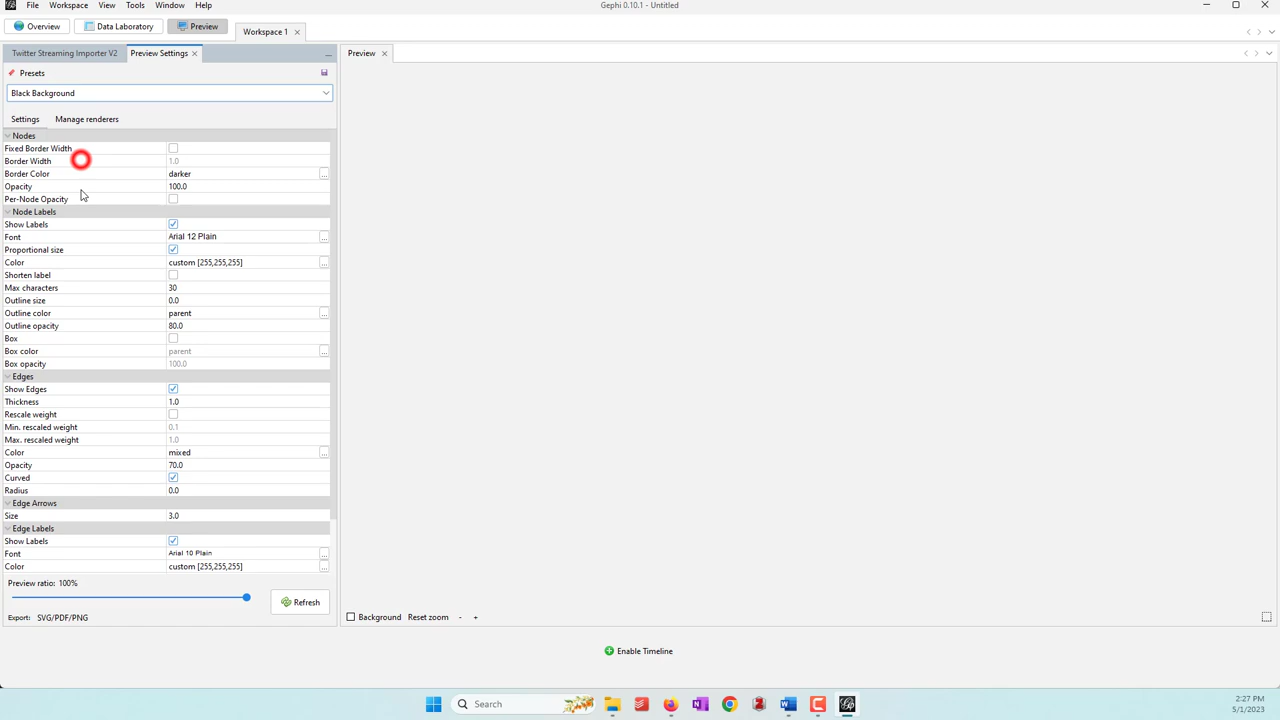 File Workspace View Tools Window Help
Gephi 0.10.1 - Untitled
Overview Data Laboratory Preview Workspace 1
Twitter Streaming Importer V2 Preview Settings
Preview
Presets
Black Background
Settings Manage renderers
Nodes
Fixed Border Width
Border Width 1.0
Border Color darker ...
Opacity 100.0
Per-Node Opacity
Node Labels
Show Labels
Font Arial 12 Plain ...
Proportional size
Color custom [255,255,255] ...
Shorten label
Max characters 30
Outline size 0.0
Outline color parent ...
Outline opacity 80.0
Box
Box color parent ...
Box opacity 100.0
Edges
Show Edges
Thickness 1.0
Rescale weight
Min. rescaled weight 0.1
Max. rescaled weight 1.0
Color mixed ...
Opacity 70.0
Curved
Radius 0.0
Edge Arrows
Size 3.0
Edge Labels
Show Labels
Font Arial 10 Plain ...
Color custom [255,255,255] ...
Preview ratio: 100%
Refresh
Export: SVG/PDF/PNG
Background Reset zoom - +
Enable Timeline
Search
2:27 PM
5/1/2023